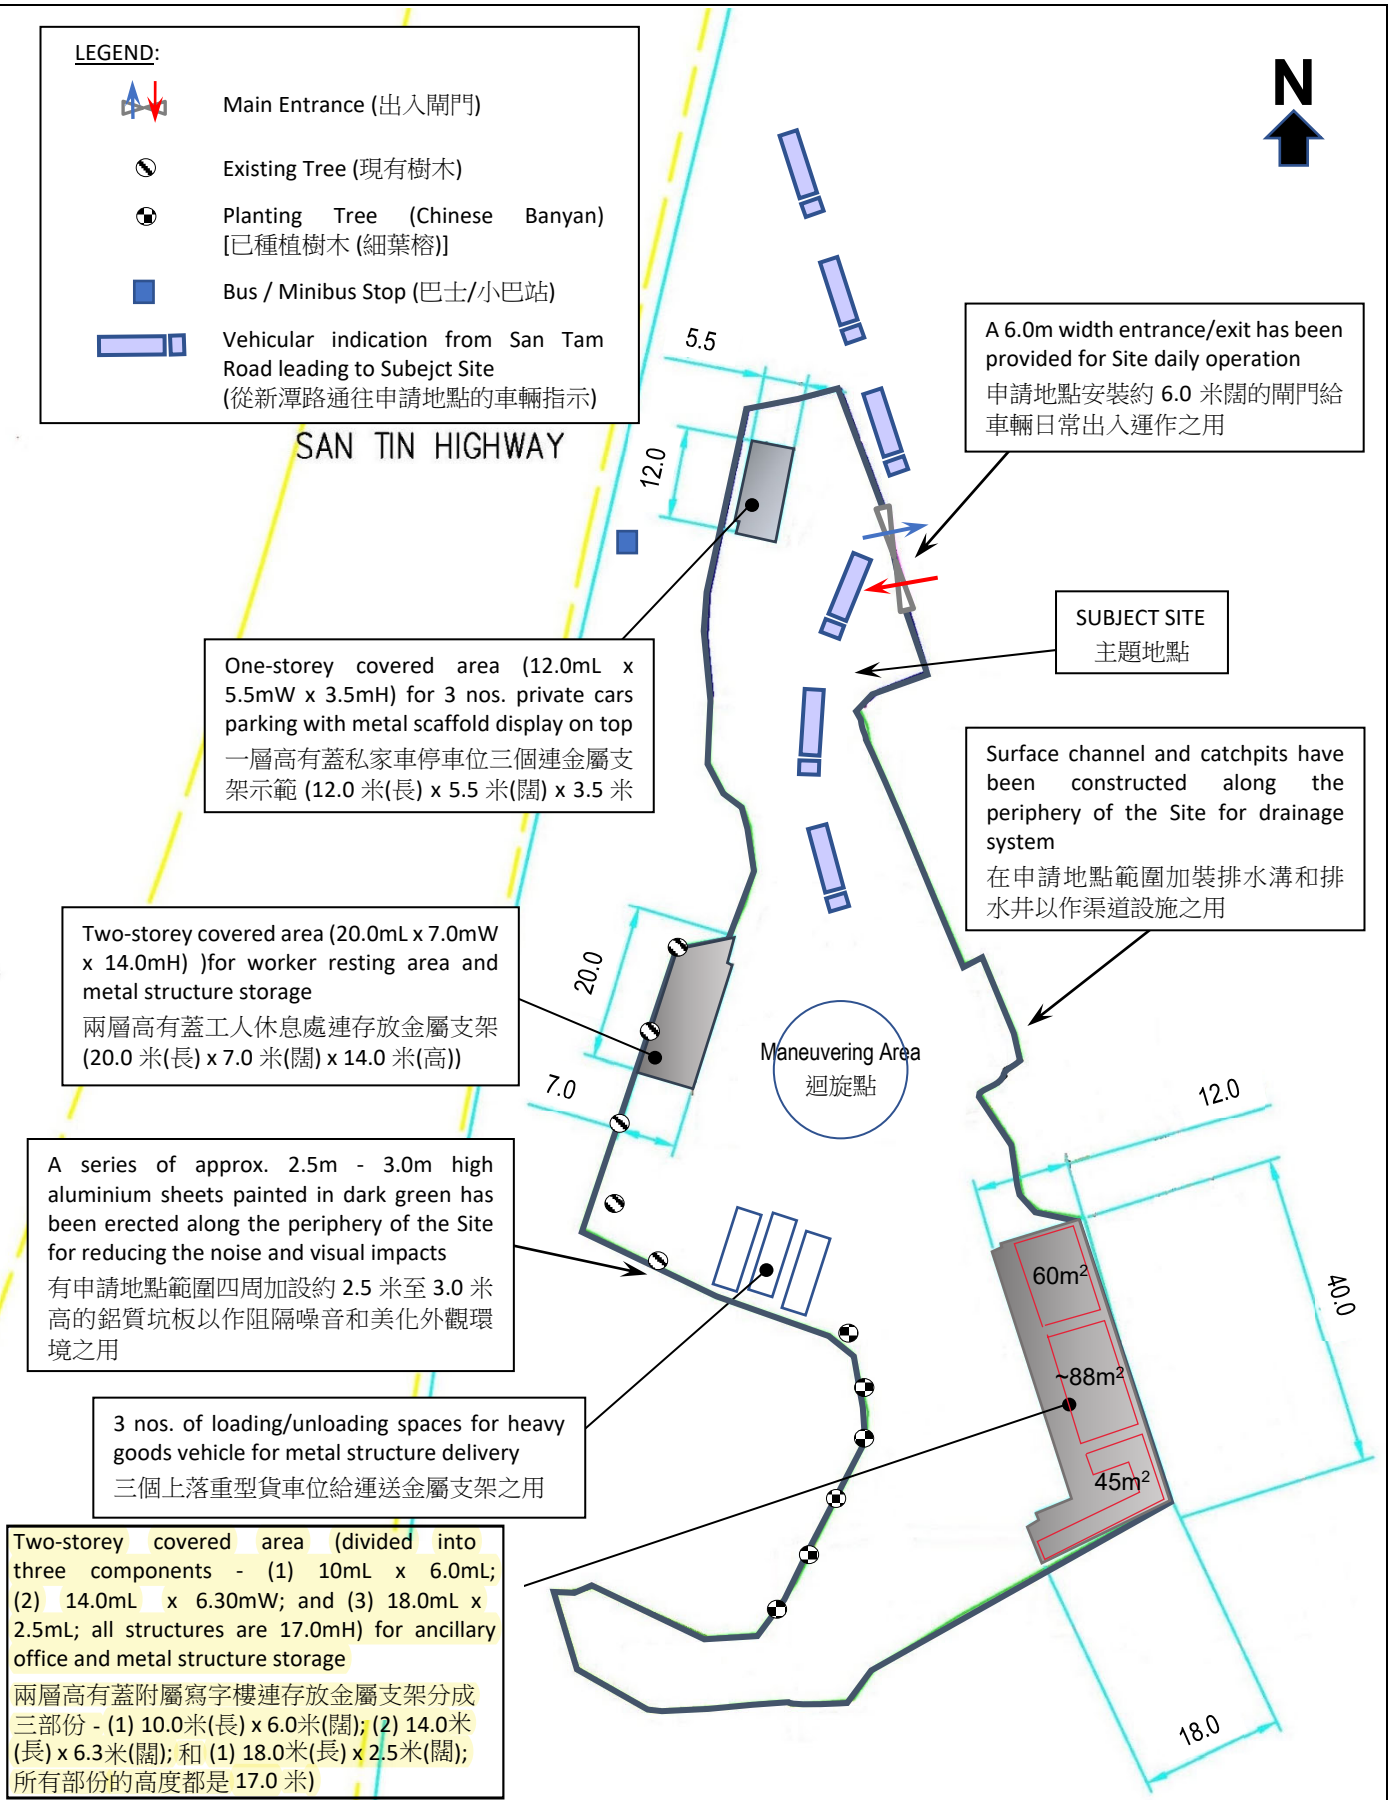 LEGEND:
Main Entrance (出入閘門)
Existing Tree (現有樹木)
Planting Tree (Chinese Banyan)
[已種植樹木 (細葉榕)]
Bus / Minibus Stop (巴士/小巴站)
Vehicular indication from San Tam
Road leading to Subejct Site
(從新潭路通往申請地點的車輛指示)
N
SAN TIN HIGHWAY
5.5
12.0
A 6.0m width entrance/exit has been
provided for Site daily operation
申請地點安裝約 6.0 米闊的閘門給
車輛日常出入運作之用
SUBJECT SITE
主題地點
One-storey covered area (12.0mL x
5.5mW x 3.5mH) for 3 nos. private cars
parking with metal scaffold display on top
一層高有蓋私家車停車位三個連金屬支
架示範 (12.0 米(長) x 5.5 米(闊) x 3.5 米
Surface channel and catchpits have
been constructed along the
periphery of the Site for drainage
system
在申請地點範圍加裝排水溝和排
水井以作渠道設施之用
Two-storey covered area (20.0mL x 7.0mW
x 14.0mH) )for worker resting area and
metal structure storage
兩層高有蓋工人休息處連存放金屬支架
(20.0 米(長) x 7.0 米(闊) x 14.0 米(高))
20.0
7.0
Maneuvering Area
迴旋點
12.0
40.0
A series of approx. 2.5m - 3.0m high
aluminium sheets painted in dark green has
been erected along the periphery of the Site
for reducing the noise and visual impacts
有申請地點範圍四周加設約 2.5 米至 3.0 米
高的鋁質坑板以作阻隔噪音和美化外觀環
境之用
60m²
~88m²
45m²
3 nos. of loading/unloading spaces for heavy
goods vehicle for metal structure delivery
三個上落重型貨車位給運送金屬支架之用
Two-storey covered area (divided into
three components - (1) 10mL x 6.0mL;
(2) 14.0mL x 6.30mW; and (3) 18.0mL x
2.5mL; all structures are 17.0mH) for ancillary
office and metal structure storage
兩層高有蓋附屬寫字樓連存放金屬支架分成
三部份 - (1) 10.0米(長) x 6.0米(闊); (2) 14.0米
(長) x 6.3米(闊); 和 (1) 18.0米(長) x 2.5米(闊);
所有部份的高度都是 17.0 米)
18.0